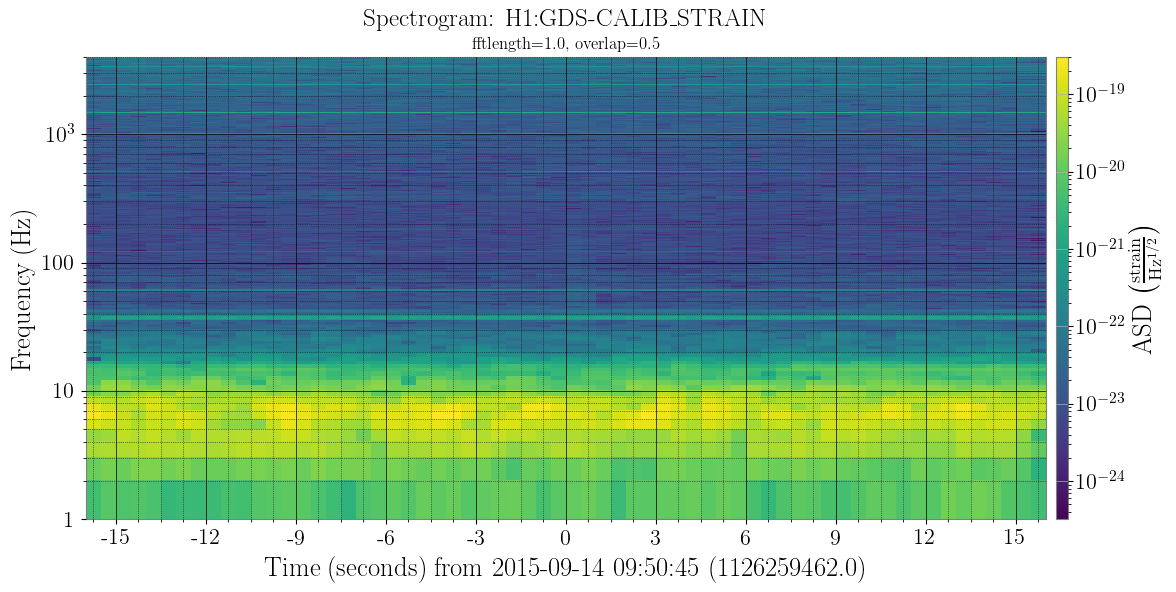 Spectrogram: H1:GDS-CALIB_STRAIN
fftlength=1.0, overlap=0.5
Frequency (Hz)
10³
100
10
1
-15 -12 -9 -6 -3 0 3 6 9 12 15
Time (seconds) from 2015-09-14 09:50:45 (1126259462.0)
10⁻¹⁹
10⁻²⁰
10⁻²¹
10⁻²²
10⁻²³
10⁻²⁴
ASD (strain/Hz^{1/2})